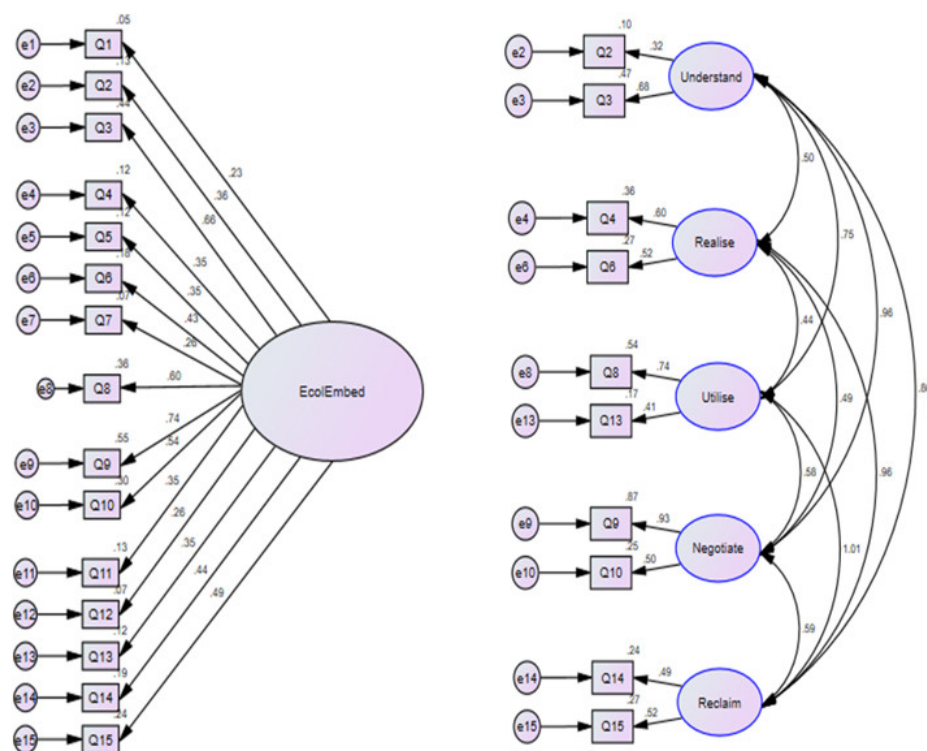 .05
e1 Q1
.13
e2 Q2
.44
e3 Q3
.12
e4 Q4
.12
e5 Q5
.18
e6 Q6
.07
e7 Q7
.36
e8 Q8
.55
e9 Q9
.30
e10 Q10
.13
e11 Q11
.07
e12 Q12
.12
e13 Q13
.19
e14 Q14
.24
e15 Q15
.23
.36
.66
.35
.35
.43
.26
.60
.74
.54
.35
.26
.35
.44
.49
EcolEmbed
.10
e2 Q2 .32
Understand
.47
e3 Q3 .68
.36
e4 Q4 .60
Realise
.27
e6 Q6 .52
.54
e8 Q8 .74
Utilise
.17
e13 Q13 .41
.87
e9 Q9 .93
Negotiate
.25
e10 Q10 .50
.24
e14 Q14 .49
Reclaim
.27
e15 Q15 .52
.50
.75
.96
.44
.49
.58
.96
1.01
.59